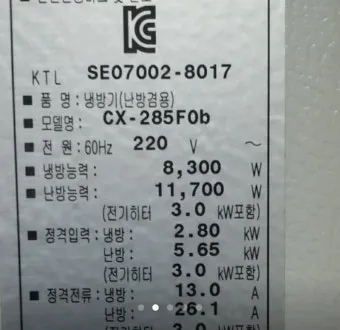 KC
KTL SE07002-8017
■ 품 명 : 냉방기(난방겸용)
■ 모델명 : CX-285F0b
■ 전 원 : 60Hz 220 V ~
■ 냉방능력 : 8,300 W
■ 난방능력 : 11,700 W
(전기히터 3.0 kW포함)
■ 정격입력 : 냉방 : 2.80 kW
난방 : 5.65 kW
(전기히터 3.0 kW포함)
■ 정격전류 : 냉방 : 13.0 A
난방 : 26.1 A